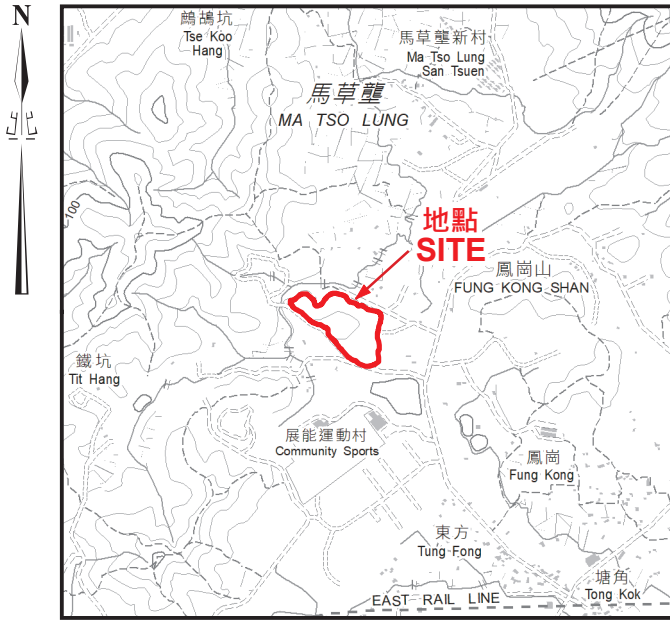 N
北
鷓鴣坑
Tse Koo
Hang
馬草壟新村
Ma Tso Lung
San Tsuen
馬草壟
MA TSO LUNG
100
地點
SITE
鳳崗山
FUNG KONG SHAN
鐵坑
Tit Hang
展能運動村
Community Sports
鳳崗
Fung Kong
東方
Tung Fong
塘角
Tong Kok
EAST RAIL LINE